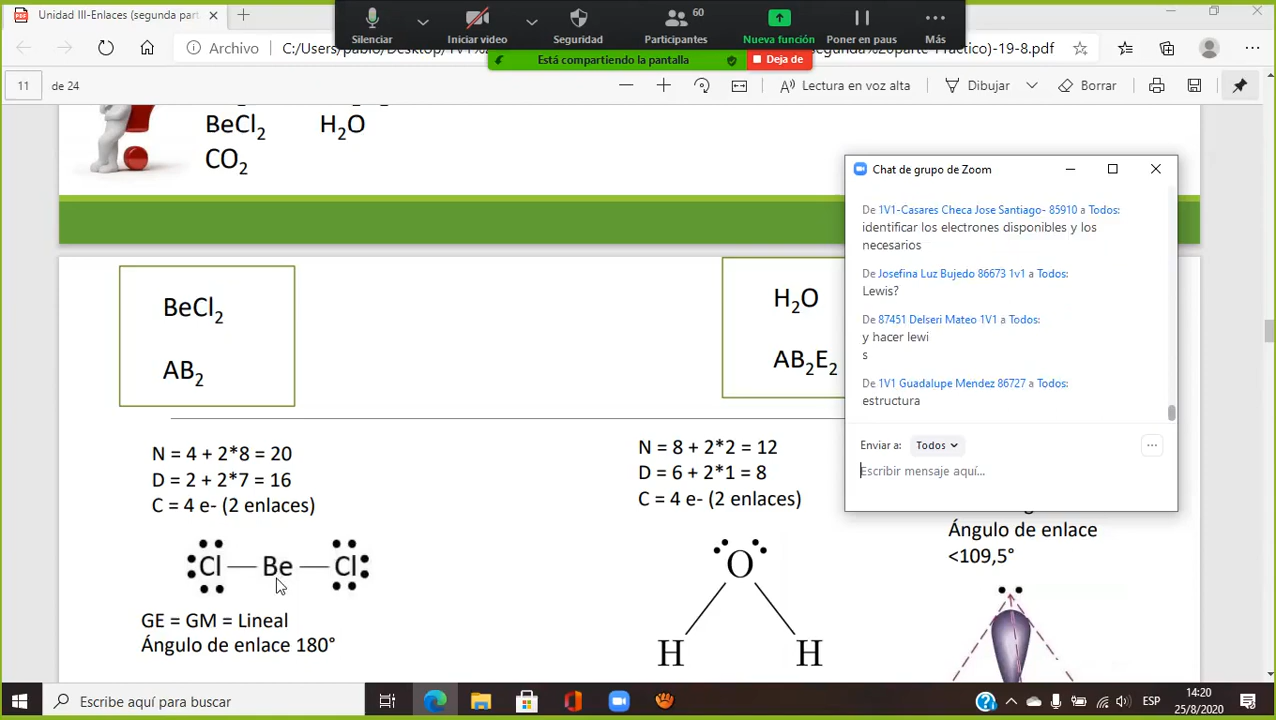 Unidad III-Enlaces (segunda part
Silenciar
Iniciar video
Seguridad
60
Participantes
Nueva función
Poner en paus
Más
Está compartiendo la pantalla
Deja de
Archivo
C:/Users/pablo/Desktop/1V1%
parte-Practico)-19-8.pdf
11
de 24
Lectura en voz alta
Dibujar
Borrar
BeCl2 H2O
CO2
BeCl2
AB2
H2O
AB2E2
N = 4 + 2*8 = 20
D = 2 + 2*7 = 16
C = 4 e- (2 enlaces)
Cl — Be — Cl
GE = GM = Lineal
Ángulo de enlace 180°
N = 8 + 2*2 = 12
D = 6 + 2*1 = 8
C = 4 e- (2 enlaces)
O
H H
Ángulo de enlace
<109,5°
Chat de grupo de Zoom
De 1V1-Casares Checa Jose Santiago- 85910 a Todos:
identificar los electrones disponibles y los
necesarios
De Josefina Luz Bujedo 86673 1v1 a Todos:
Lewis?
De 87451 Delseri Mateo 1V1 a Todos:
y hacer lewi
s
De 1V1 Guadalupe Mendez 86727 a Todos:
estructura
Enviar a: Todos
Escribir mensaje aquí...
Escribe aquí para buscar
ESP
14:20
25/8/2020